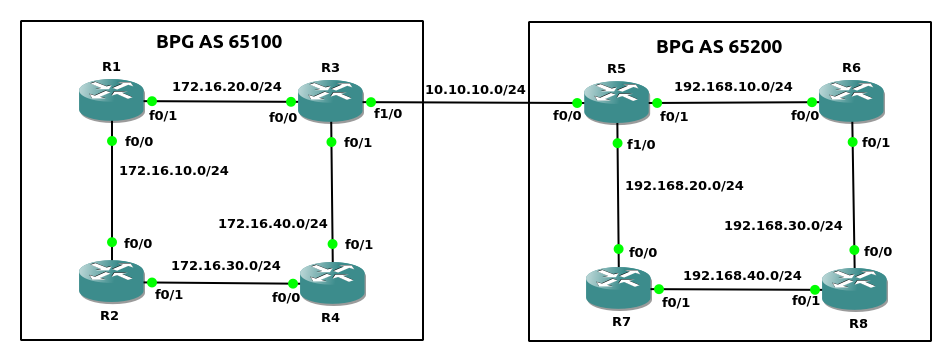 BPG AS 65100
R1
172.16.20.0/24
R3
f0/1
f0/0
f1/0
f0/0
f0/1
172.16.10.0/24
172.16.40.0/24
f0/0
f0/1
172.16.30.0/24
f0/1
f0/0
R2
R4
10.10.10.0/24
BPG AS 65200
R5
192.168.10.0/24
R6
f0/0
f0/1
f0/0
f1/0
f0/1
192.168.20.0/24
192.168.30.0/24
f0/0
f0/0
192.168.40.0/24
f0/1
f0/1
R7
R8